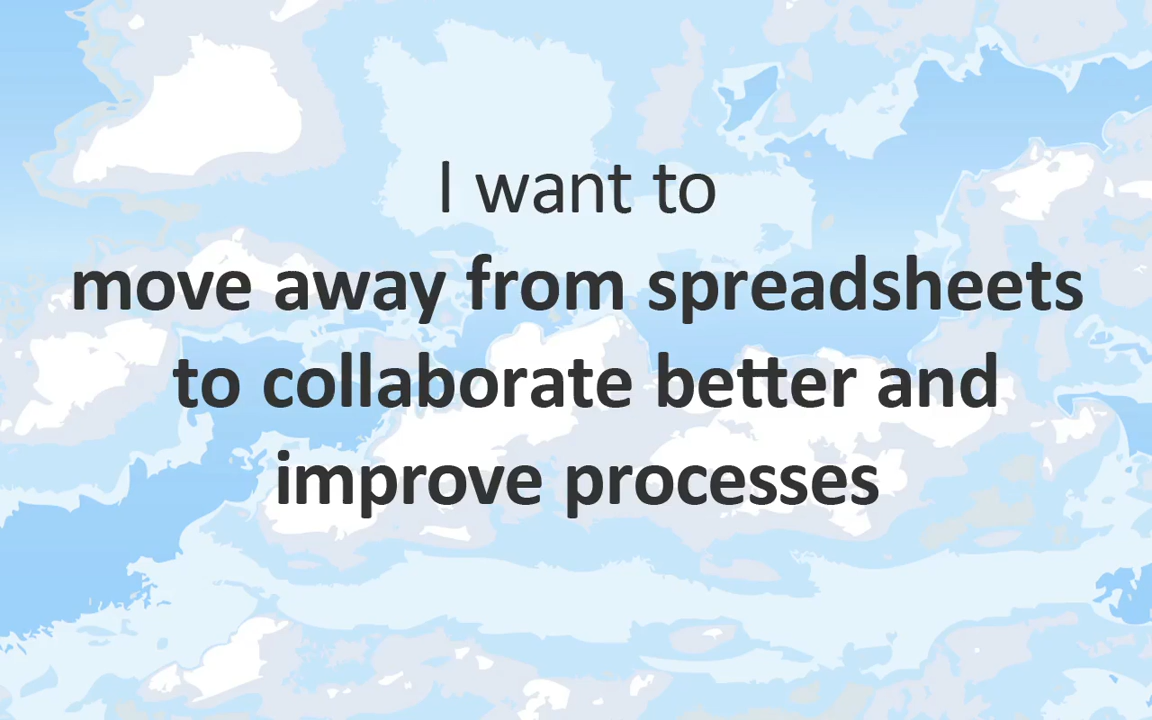 I want to
move away from spreadsheets
to collaborate better and
improve processes